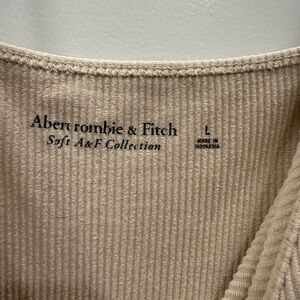 Abercrombie & Fitch
Soft A&F Collection
L
MADE IN
INDONESIA